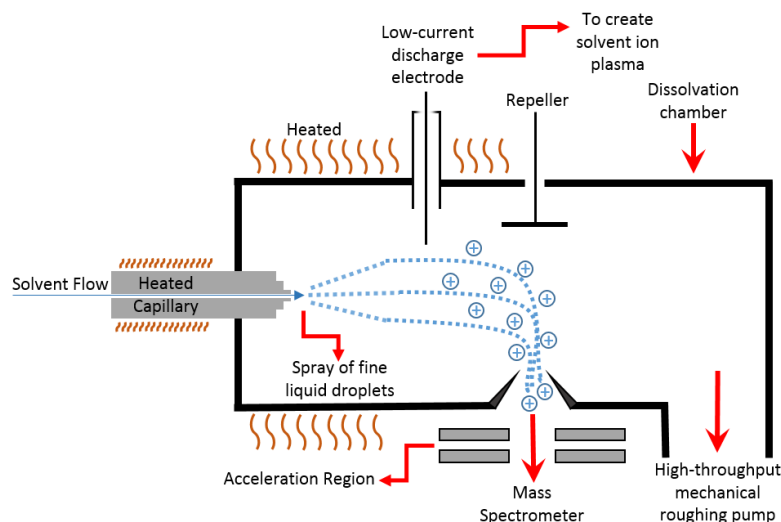 Low-current
discharge
electrode
To create
solvent ion
plasma
Repeller
Dissolvation
chamber
Heated
Solvent Flow
Heated
Capillary
Spray of fine
liquid droplets
Acceleration Region
Mass
Spectrometer
High-throughput
mechanical
roughing pump